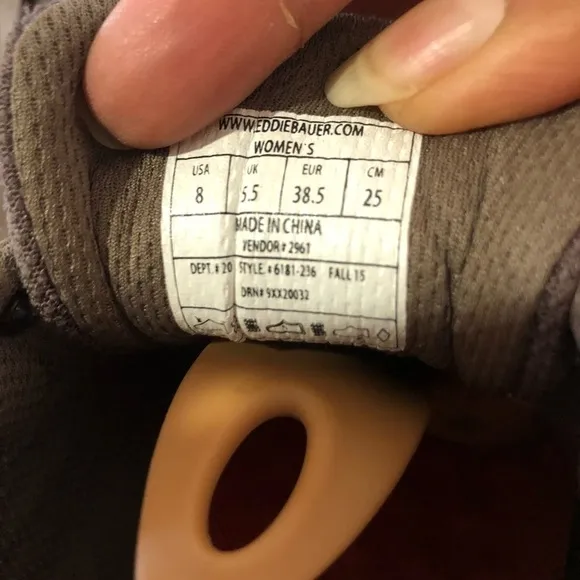 WWW.EDDIEBAUER.COM
WOMEN'S
USA UK EUR CM
8 5.5 38.5 25
MADE IN CHINA
VENDOR# 2961
DEPT.# 20 STYLE.# 6181-236 FALL 15
DRN# 9XX20032